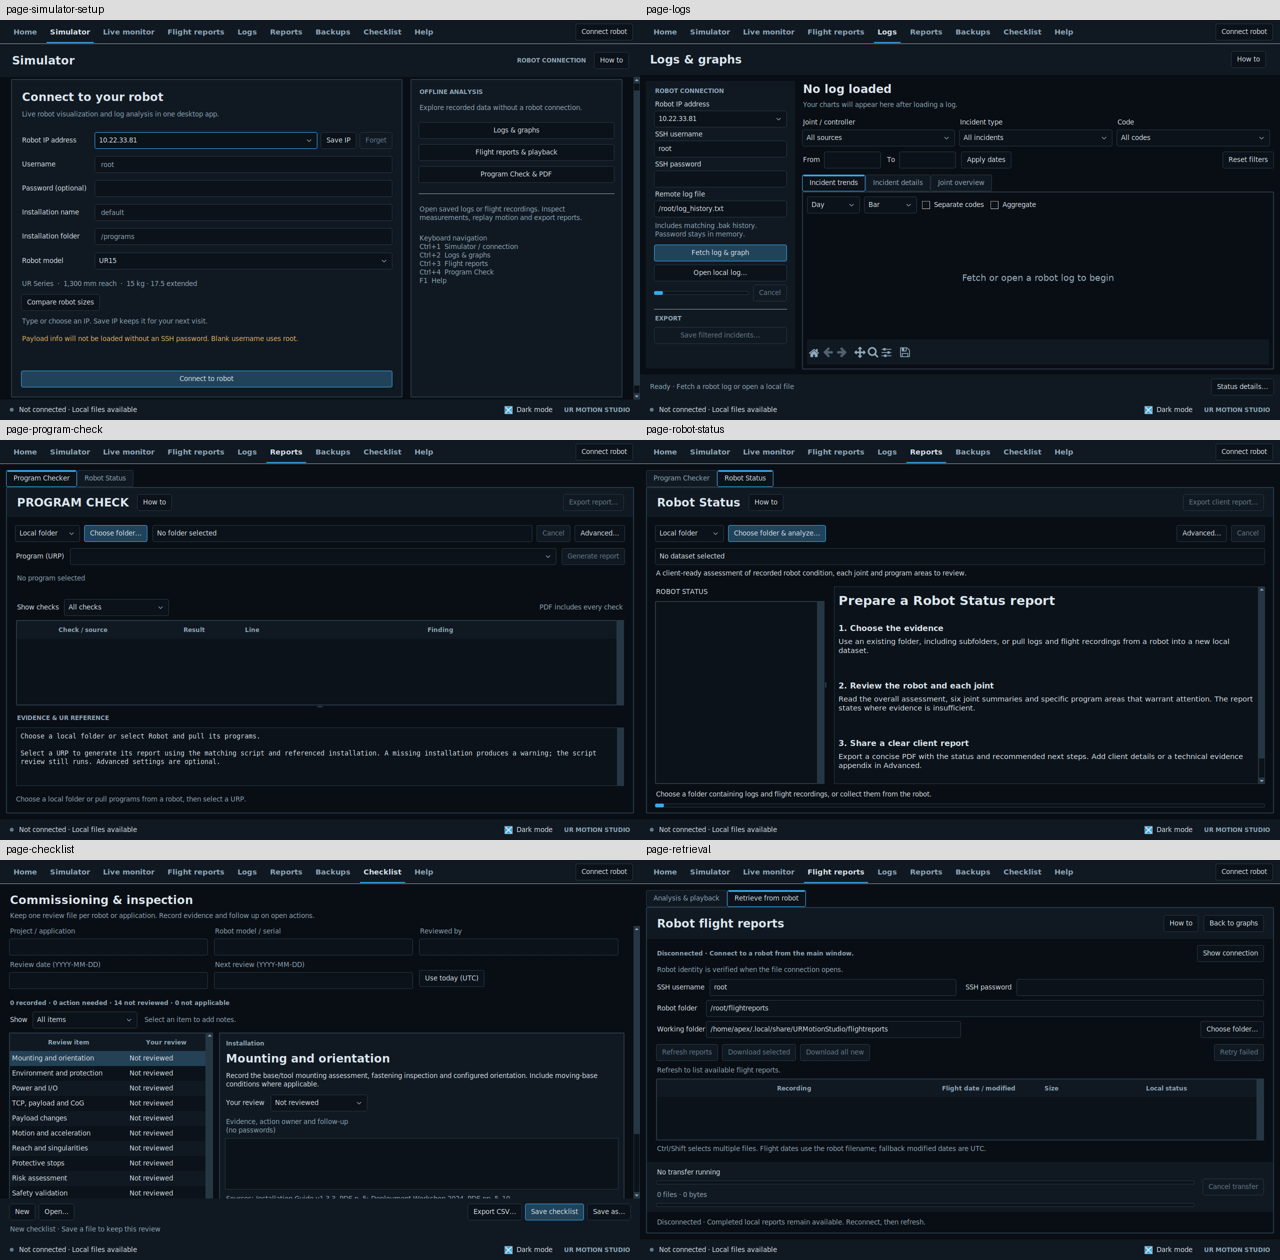 page-simulator-setup
Home Simulator Live monitor Flight reports Logs Reports Backups Checklist Help Connect robot
Simulator ROBOT CONNECTION How to
Connect to your robot
Live robot visualization and log analysis in one desktop app.
Robot IP address 10.22.33.81 Save IP Forget
Username root
Password (optional)
Installation name default
Installation folder /programs
Robot model UR15
UR Series · 1,300 mm reach · 15 kg · 17.5 extended
Compare robot sizes
Type or choose an IP. Save IP keeps it for your next visit.
Payload info will not be loaded without an SSH password. Blank username uses root.
Connect to robot
OFFLINE ANALYSIS
Explore recorded data without a robot connection.
Logs & graphs
Flight reports & playback
Program Check & PDF
Open saved logs or flight recordings. Inspect
measurements, replay motion and export reports.
Keyboard navigation
Ctrl+1 Simulator / connection
Ctrl+2 Logs & graphs
Ctrl+3 Flight reports
Ctrl+4 Program Check
F1 Help
Not connected · Local files available Dark mode UR MOTION STUDIO
page-logs
Home Simulator Live monitor Flight reports Logs Reports Backups Checklist Help Connect robot
Logs & graphs How to
ROBOT CONNECTION
Robot IP address
10.22.33.81
SSH username
root
SSH password
Remote log file
/root/log_history.txt
Includes matching .bak history.
Password stays in memory.
Fetch log & graph
Open local log...
Cancel
EXPORT
Save filtered incidents...
No log loaded
Your charts will appear here after loading a log.
Joint / controller Incident type Code
All sources All incidents All codes
From To Apply dates Reset filters
Incident trends Incident details Joint overview
Day Bar Separate codes Aggregate
Fetch or open a robot log to begin
Ready · Fetch a robot log or open a local file Status details...
Not connected · Local files available Dark mode UR MOTION STUDIO
page-program-check
Home Simulator Live monitor Flight reports Logs Reports Backups Checklist Help Connect robot
Program Checker Robot Status
PROGRAM CHECK How to Export report...
Local folder Choose folder... No folder selected Cancel Advanced...
Program (URP) Generate report
No program selected
Show checks All checks PDF includes every check
Check / source Result Line Finding
EVIDENCE & UR REFERENCE
Choose a local folder or select Robot and pull its programs.
Select a URP to generate its report using the matching script and referenced installation. A missing installation produces a warning; the script
review still runs. Advanced settings are optional.
Choose a local folder or pull programs from a robot, then select a URP.
Not connected · Local files available Dark mode UR MOTION STUDIO
page-robot-status
Home Simulator Live monitor Flight reports Logs Reports Backups Checklist Help Connect robot
Program Checker Robot Status
Robot Status How to Export client report...
Local folder Choose folder & analyze... Advanced... Cancel
No dataset selected
A client-ready assessment of recorded robot condition, each joint and program areas to review.
ROBOT STATUS
Prepare a Robot Status report
1. Choose the evidence
Use an existing folder, including subfolders, or pull logs and flight recordings from a robot into a new local
dataset.
2. Review the robot and each joint
Read the overall assessment, six joint summaries and specific program areas that warrant attention. The report
states where evidence is insufficient.
3. Share a clear client report
Export a concise PDF with the status and recommended next steps. Add client details or a technical evidence
appendix in Advanced.
Choose a folder containing logs and flight recordings, or collect them from the robot.
Not connected · Local files available Dark mode UR MOTION STUDIO
page-checklist
Home Simulator Live monitor Flight reports Logs Reports Backups Checklist Help Connect robot
Commissioning & inspection
Keep one review file per robot or application. Record evidence and follow up on open actions.
Project / application Robot model / serial Reviewed by
Review date (YYYY-MM-DD) Next review (YYYY-MM-DD)
Use today (UTC)
0 recorded · 0 action needed · 14 not reviewed · 0 not applicable
Show All items Select an item to add notes.
Review item Your review
Mounting and orientation Not reviewed
Environment and protection Not reviewed
Power and I/O Not reviewed
TCP, payload and CoG Not reviewed
Payload changes Not reviewed
Motion and acceleration Not reviewed
Reach and singularities Not reviewed
Protective stops Not reviewed
Risk assessment Not reviewed
Safety validation Not reviewed
Installation
Mounting and orientation
Record the base/tool mounting assessment, fastening inspection and configured orientation. Include moving-base
conditions where applicable.
Your review Not reviewed
Evidence, action owner and follow-up
(no passwords)
New Open... Export CSV... Save checklist Save as...
New checklist · Save a file to keep this review
Not connected · Local files available Dark mode UR MOTION STUDIO
page-retrieval
Home Simulator Live monitor Flight reports Logs Reports Backups Checklist Help Connect robot
Analysis & playback Retrieve from robot
Robot flight reports How to Back to graphs
Disconnected · Connect to a robot from the main window. Show connection
Robot identity is verified when the file connection opens.
SSH username root SSH password
Robot folder /root/flightreports
Working folder /home/apex/.local/share/URMotionStudio/flightreports Choose folder...
Refresh reports Download selected Download all new Retry failed
Refresh to list available flight reports.
Recording Flight date / modified Size Local status
Ctrl/Shift selects multiple files. Flight dates use the robot filename; fallback modified dates are UTC.
No transfer running
Cancel transfer
0 files · 0 bytes
Disconnected · Completed local reports remain available. Reconnect, then refresh.
Not connected · Local files available Dark mode UR MOTION STUDIO